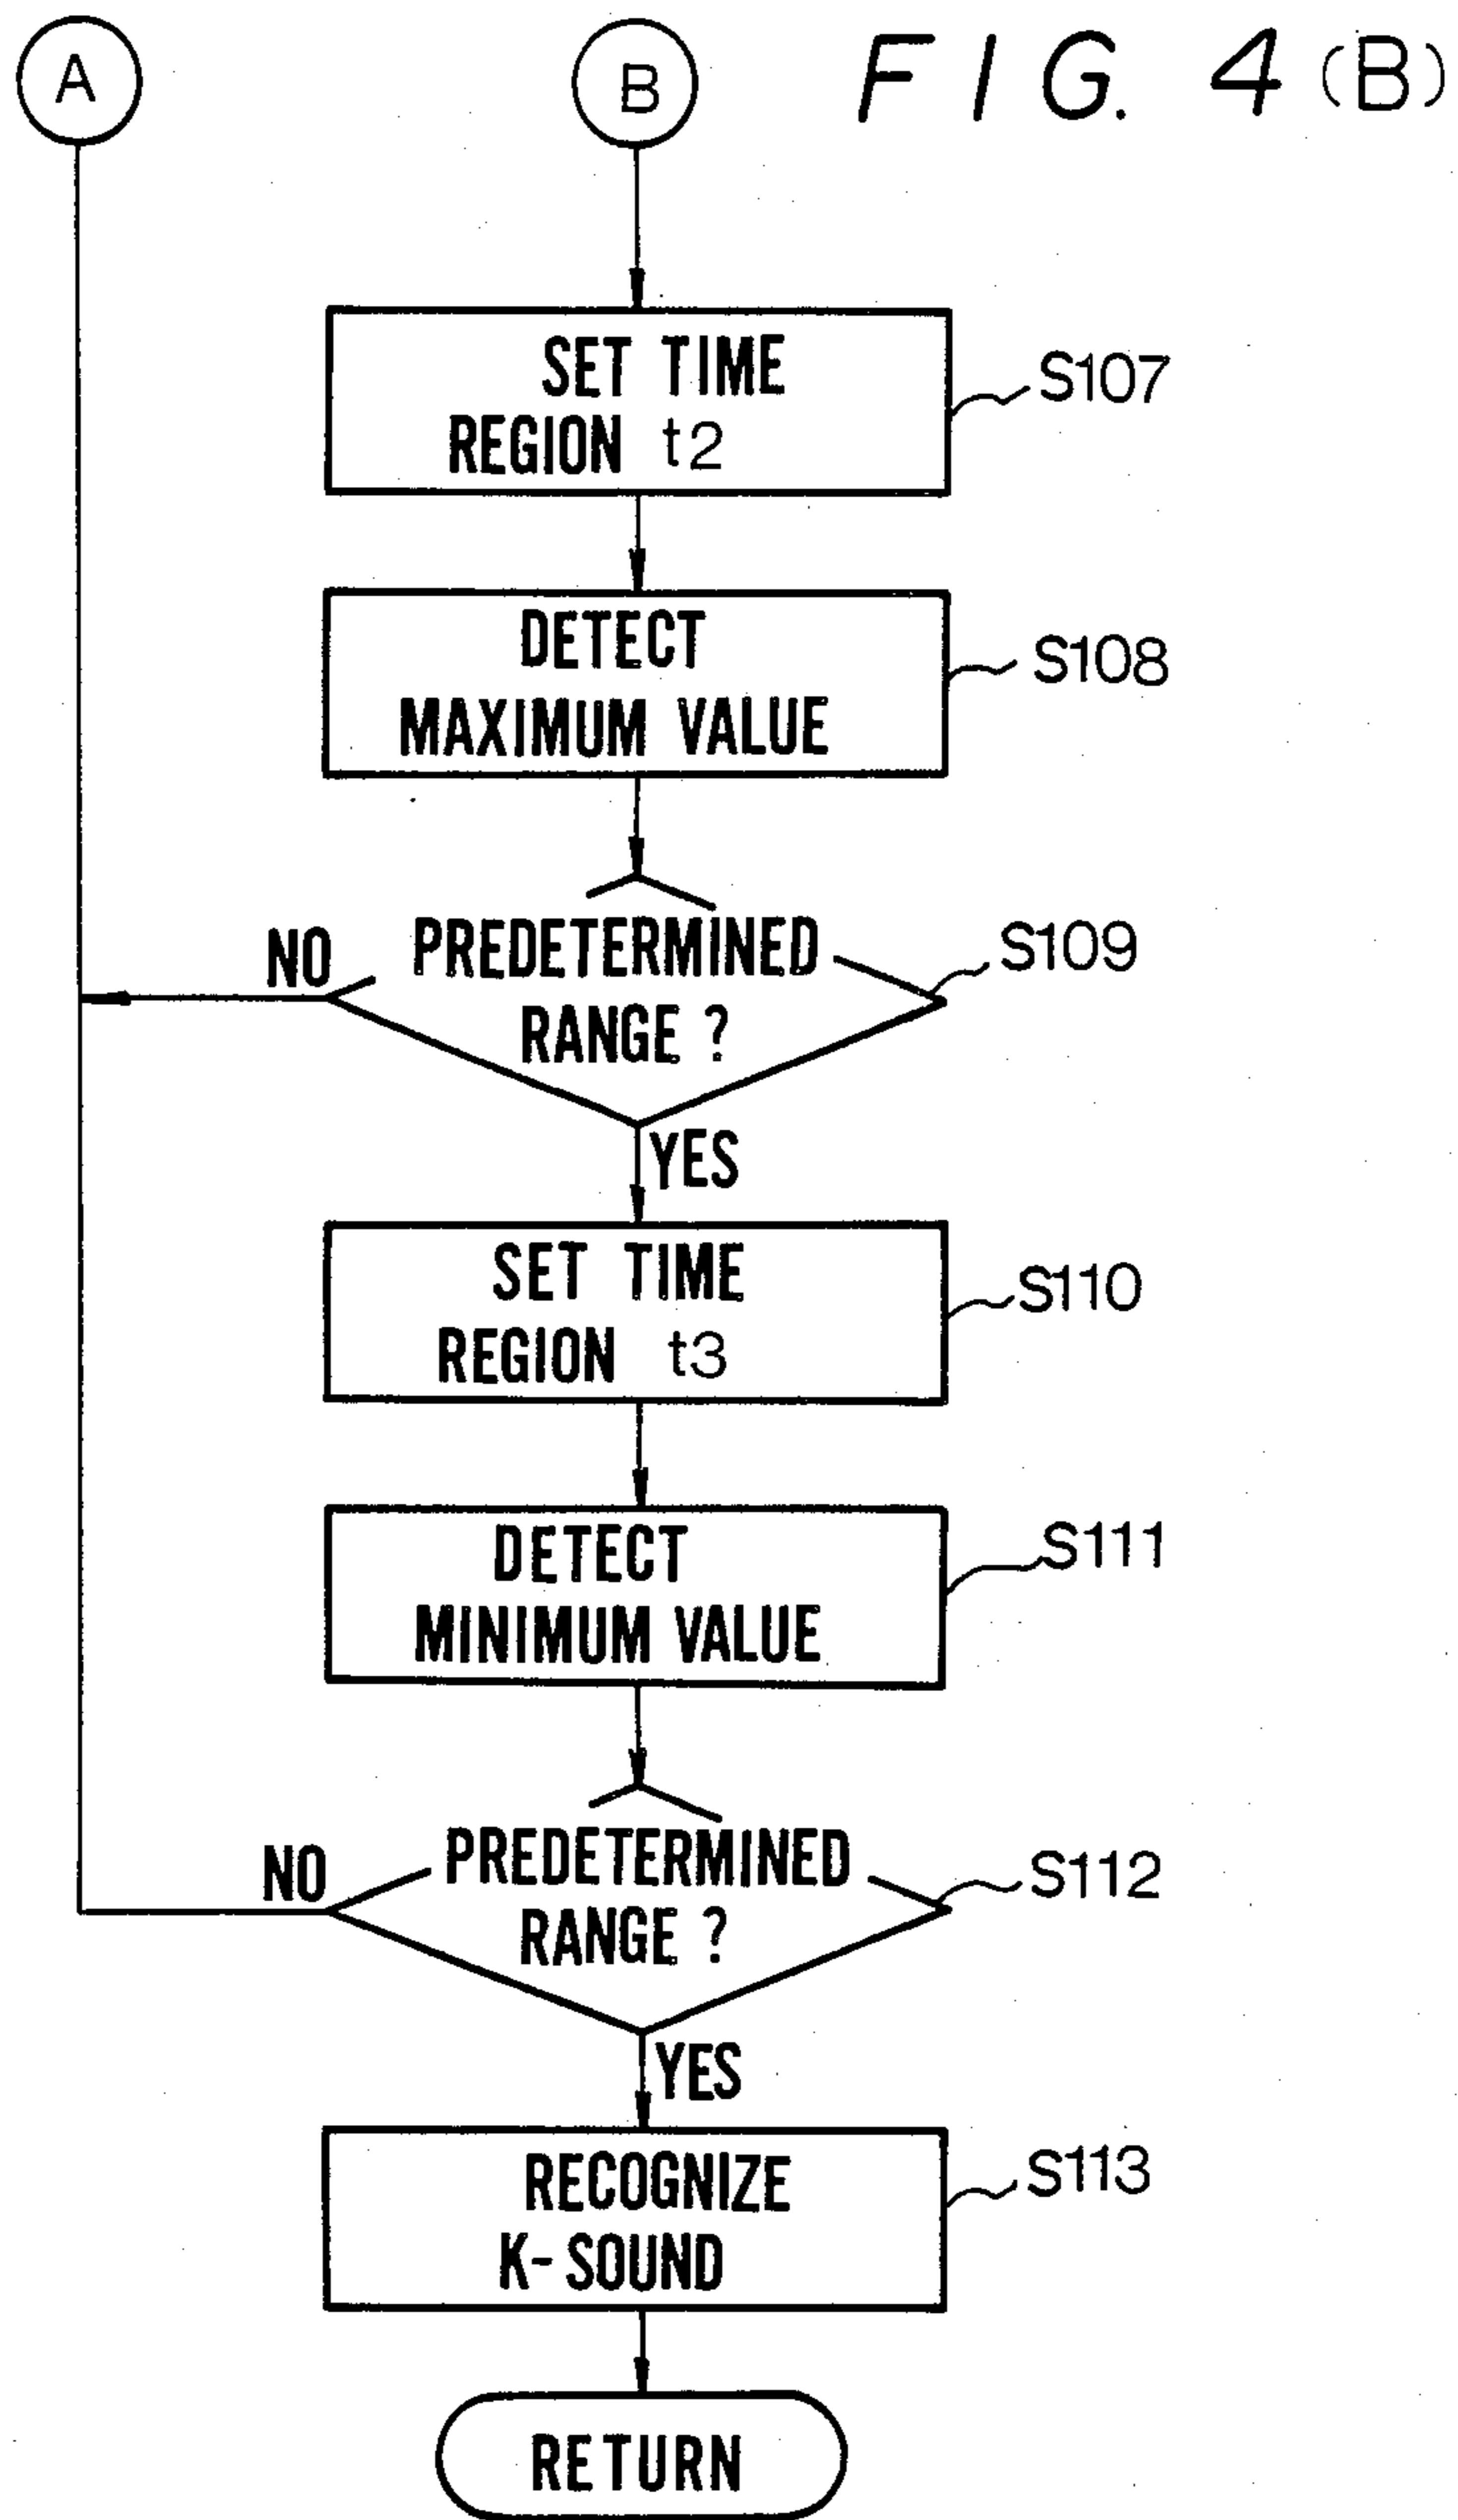 A
B
FIG. 4 (B)
SET TIME
REGION t2
S107
DETECT
MAXIMUM VALUE
S108
NO
PREDETERMINED
RANGE ?
S109
YES
SET TIME
REGION t3
S110
DETECT
MINIMUM VALUE
S111
NO
PREDETERMINED
RANGE ?
S112
YES
RECOGNIZE
K-SOUND
S113
RETURN